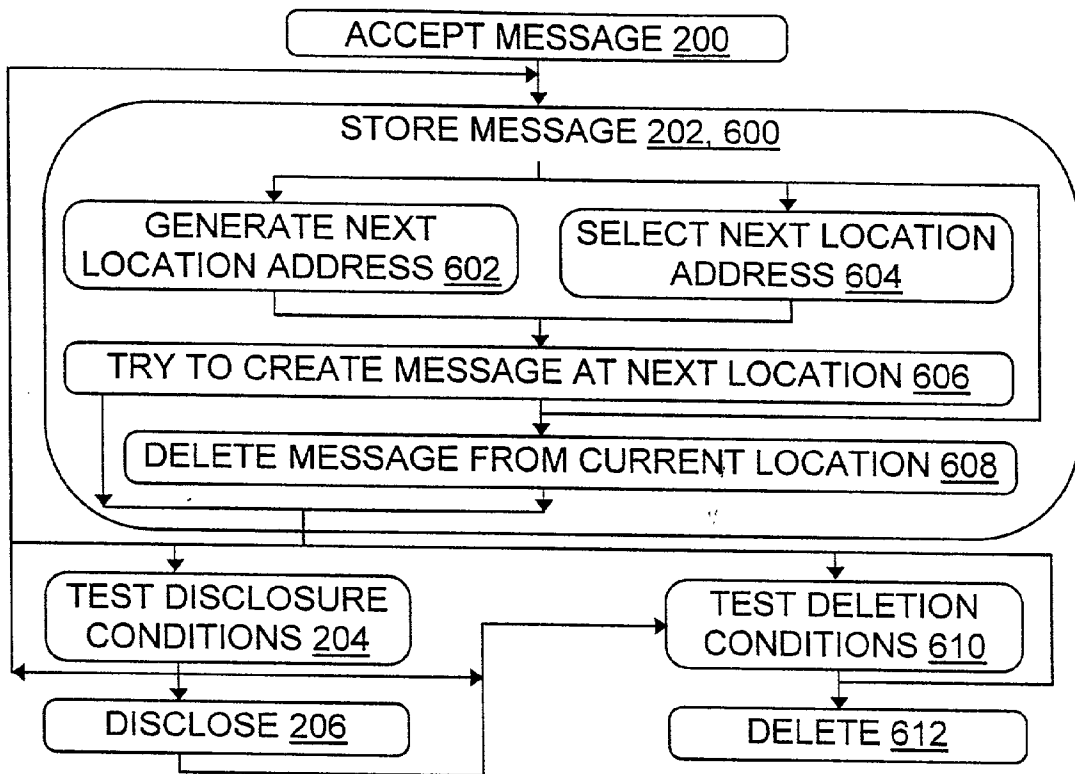 ACCEPT MESSAGE 200
STORE MESSAGE 202, 600
GENERATE NEXT
LOCATION ADDRESS 602
SELECT NEXT LOCATION
ADDRESS 604
TRY TO CREATE MESSAGE AT NEXT LOCATION 606
DELETE MESSAGE FROM CURRENT LOCATION 608
TEST DISCLOSURE
CONDITIONS 204
TEST DELETION
CONDITIONS 610
DISCLOSE 206
DELETE 612